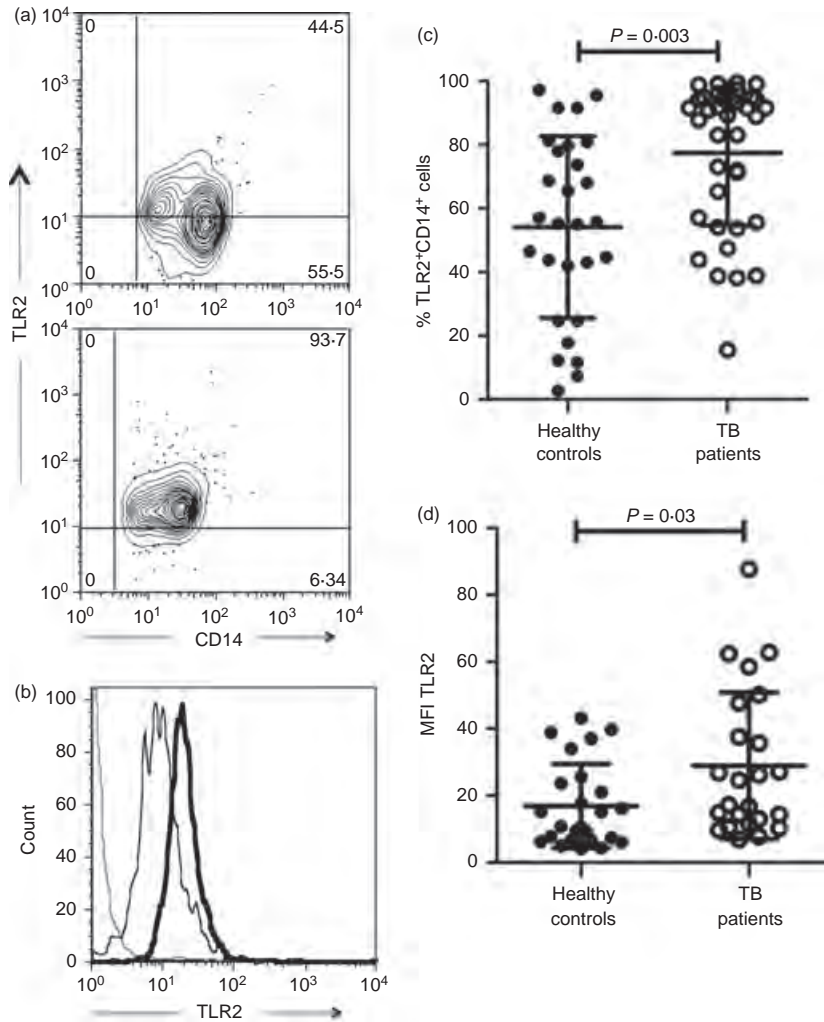 (a)
10⁴
10³
10²
10¹
10⁰
0
44·5
0
55·5
10⁰ 10¹ 10² 10³ 10⁴
TLR2
10⁴
10³
10²
10¹
10⁰
0
93·7
0
6·34
10⁰ 10¹ 10² 10³ 10⁴
CD14
(b)
100
80
60
40
20
0
Count
10⁰ 10¹ 10² 10³ 10⁴
TLR2
(c)
P = 0·003
100
80
60
40
20
0
% TLR2⁺CD14⁺ cells
Healthy
controls
TB
patients
(d)
P = 0·03
100
80
60
40
20
0
MFI TLR2
Healthy
controls
TB
patients